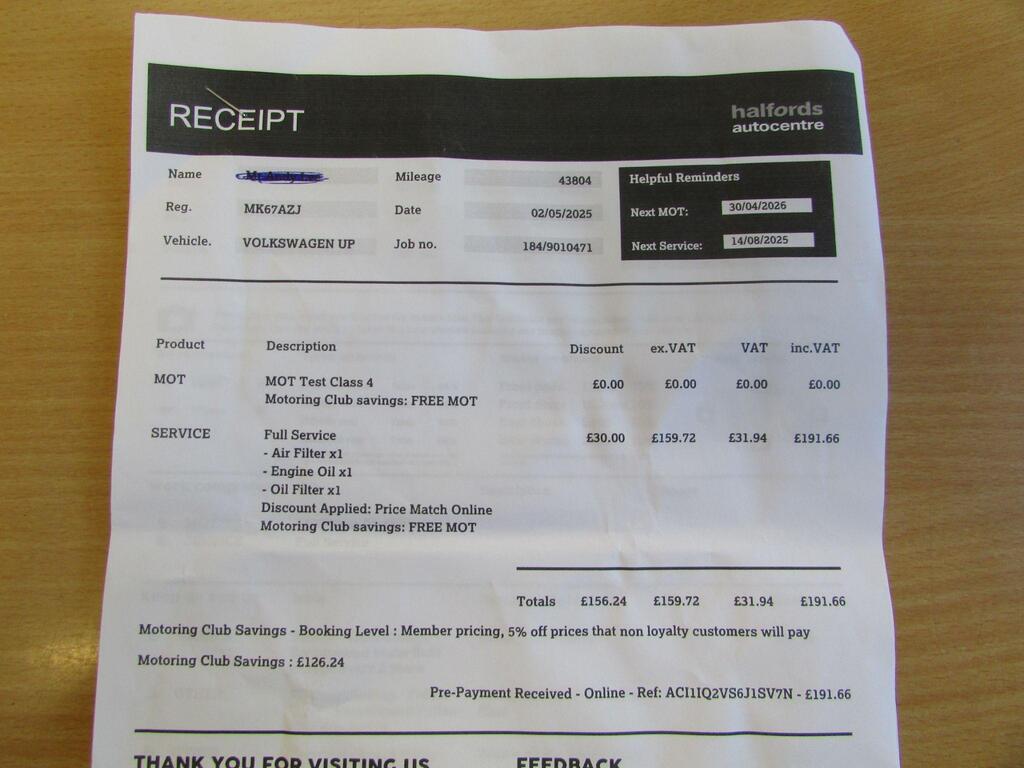 RECEIPT
halfords
autocentre
Name
Mileage 43804
Helpful Reminders
Reg. MK67AZJ
Date 02/05/2025
Next MOT: 30/04/2026
Vehicle. VOLKSWAGEN UP
Job no. 184/9010471
Next Service: 14/08/2025
Product Description Discount ex.VAT VAT inc.VAT
MOT MOT Test Class 4 £0.00 £0.00 £0.00 £0.00
Motoring Club savings: FREE MOT
SERVICE Full Service £30.00 £159.72 £31.94 £191.66
- Air Filter x1
- Engine Oil x1
- Oil Filter x1
Discount Applied: Price Match Online
Motoring Club savings: FREE MOT
Totals £156.24 £159.72 £31.94 £191.66
Motoring Club Savings - Booking Level : Member pricing, 5% off prices that non loyalty customers will pay
Motoring Club Savings : £126.24
Pre-Payment Received - Online - Ref: ACI1IQ2VS6J1SV7N - £191.66
THANK YOU FOR VISITING US
FEEDBACK